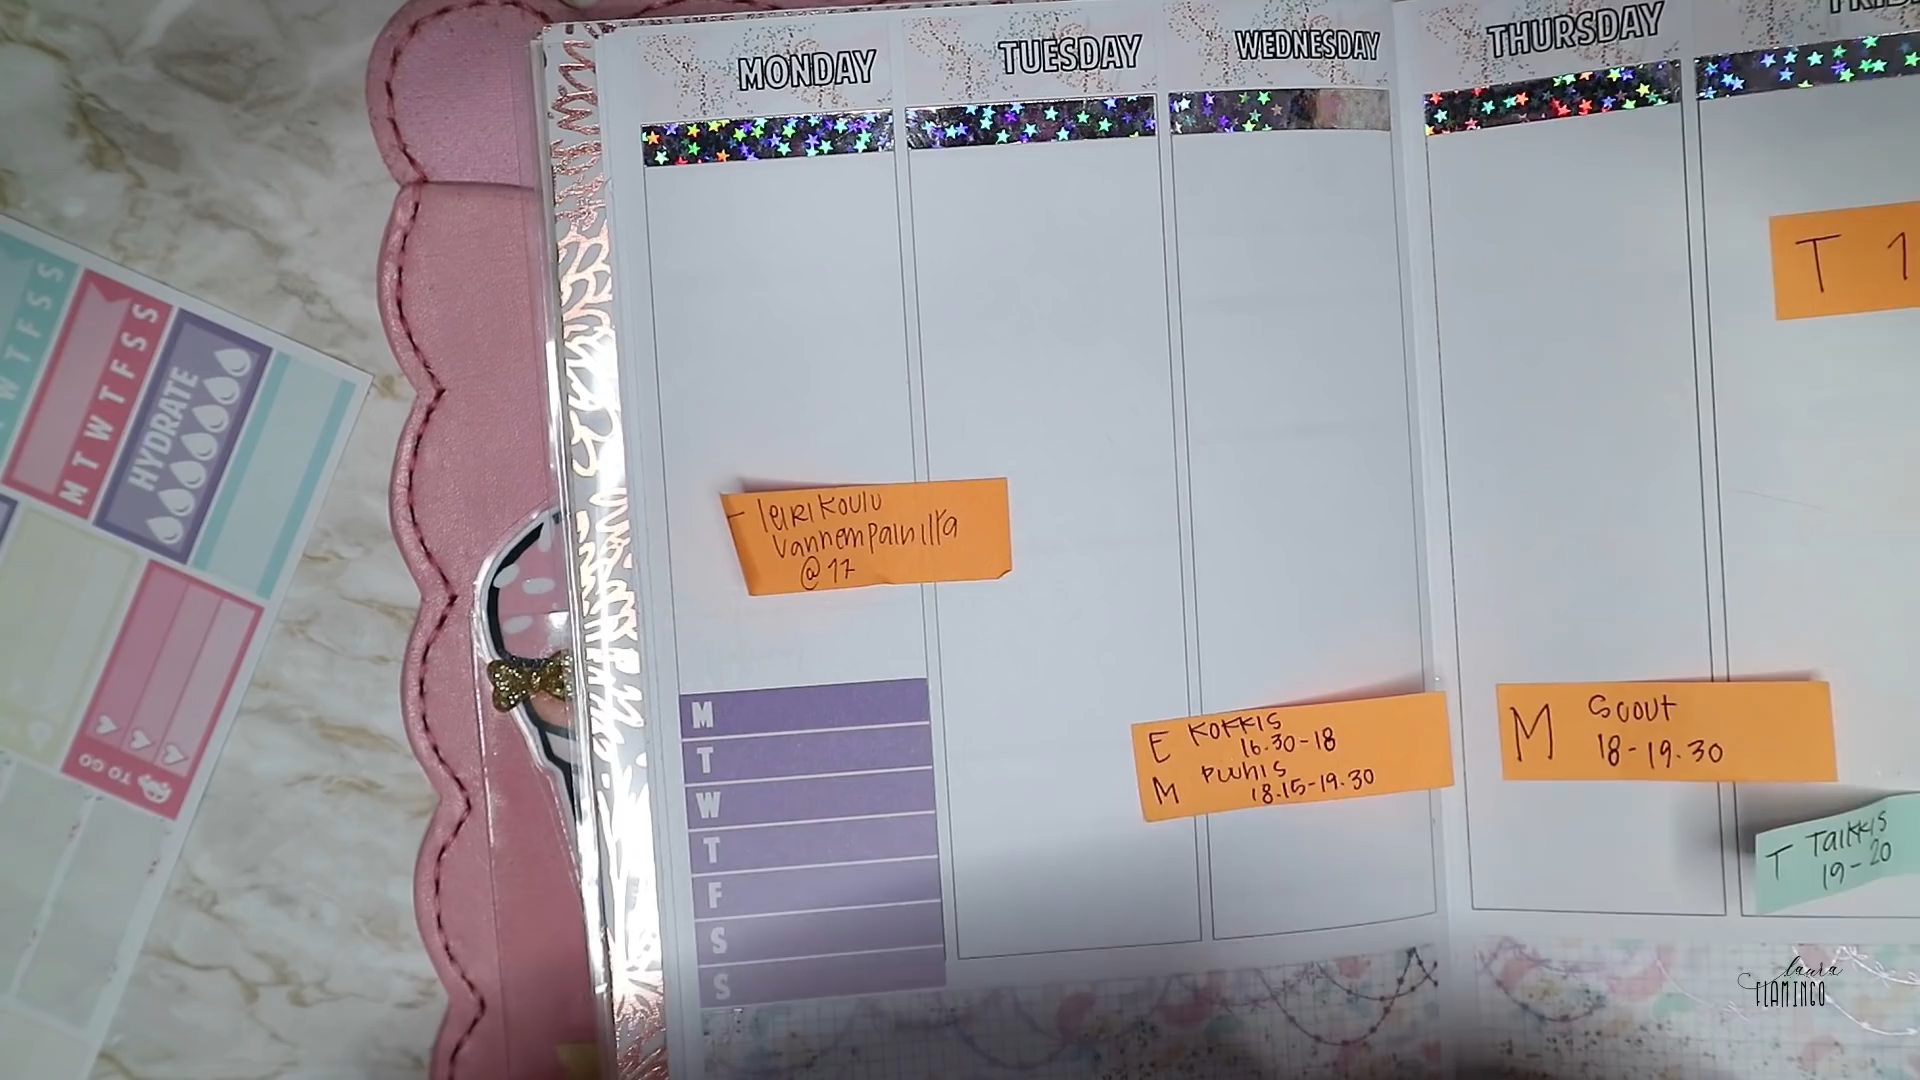 MONDAY
TUESDAY
WEDNESDAY
THURSDAY
T 1
M T W T F S S
W T F S S
HYDRATE
TO GO
- leiRikoulu
vanhempainilta
@ 17
M
T
W
T
F
S
S
E KOKKIS
16.30-18
M PUUHIS
18.15-19.30
M SCOUT
18-19.30
T Taikkis
19-20
laura
FLAMINGO